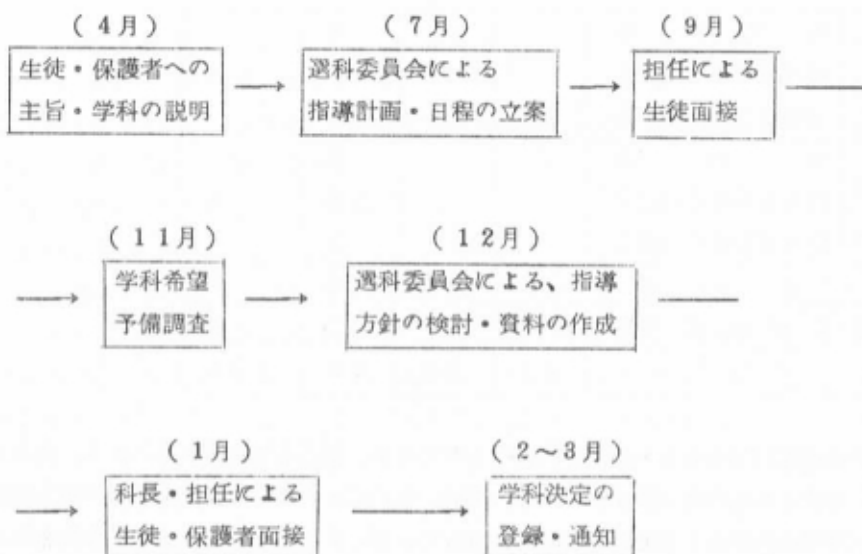 (4月)
(7月)
(9月)
生徒・保護者への
主旨・学科の説明
選科委員会による
指導計画・日程の立案
担任による
生徒面接
(11月)
(12月)
学科希望
予備調査
選科委員会による、指導
方針の検討・資料の作成
(1月)
(2～3月)
科長・担任による
生徒・保護者面接
学科決定の
登録・通知